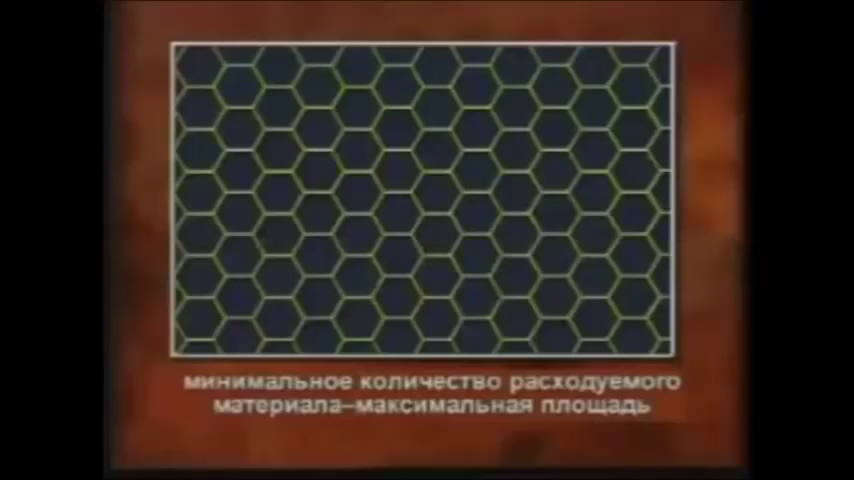 минимальное количество расходуемого
материала–максимальная площадь